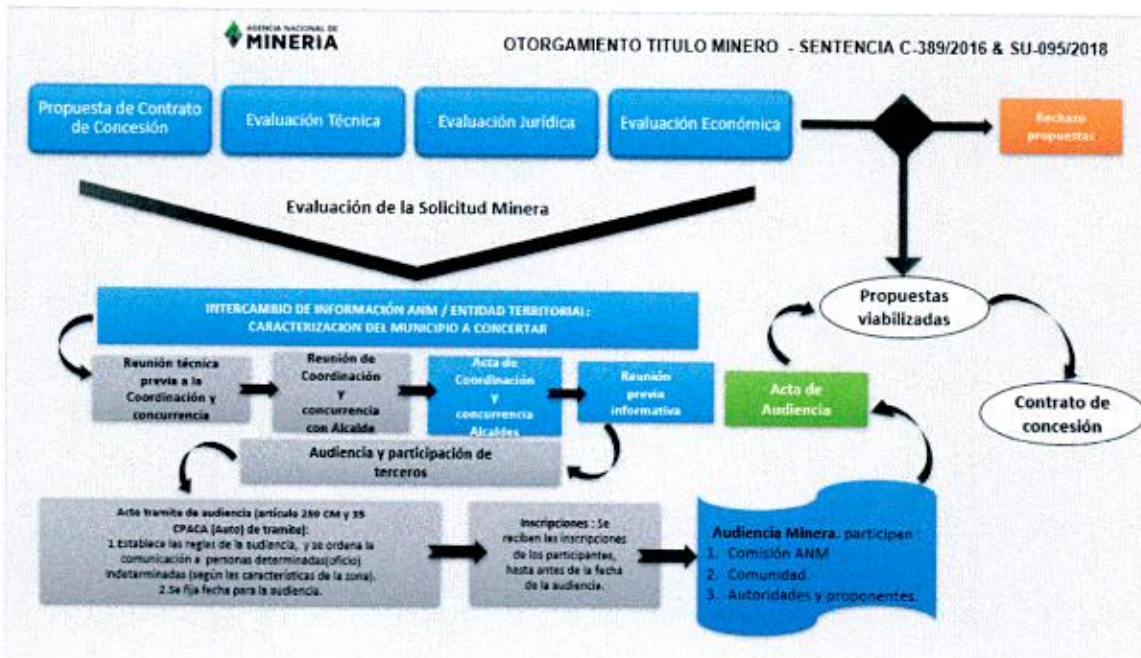 AGENCIA NACIONAL DE
MINERÍA
OTORGAMIENTO TITULO MINERO - SENTENCIA C-389/2016 & SU-095/2018
Propuesta de Contrato
de Concesión
Evaluación Técnica
Evaluación Jurídica
Evaluación Económica
Rechazo
propuestas
Evaluación de la Solicitud Minera
INTERCAMBIO DE INFORMACIÓN ANM / ENTIDAD TERRITORIAL:
CARACTERIZACION DEL MUNICIPIO A CONCERTAR
Propuestas
viabilizadas
Reunión técnica
previa a la
Coordinación y
concurrencia
Reunión de
Coordinación
y
concurrencia
con Alcalde
Acta de
Coordinación
y
concurrencia
Alcaldes
Reunión
previa
informativa
Acta de
Audiencia
Contrato de
concesión
Audiencia y participación de
terceros
Acto tramite de audiencia (artículo 259 CM y 35
CPACA (Auto) de tramite):
1.Establece las reglas de la audiencia, y se ordena la
comunicación a personas determinadas(oficio)
indeterminadas (según las características de la zona).
2.Se fija fecha para la audiencia.
Inscripciones : Se
reciben las inscripciones
de los participantes,
hasta antes de la fecha
de la audiencia.
Audiencia Minera. participan :
1. Comisión ANM
2. Comunidad.
3. Autoridades y proponentes.